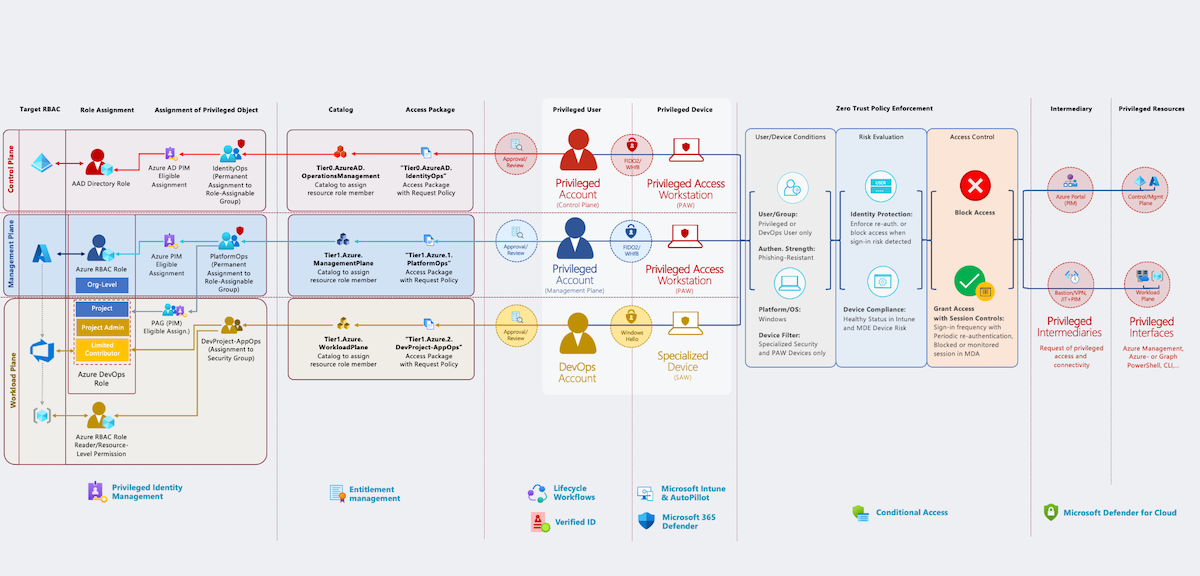 Target RBAC
Role Assignment
Assignment of Privileged Object
Catalog
Access Package
Privileged User
Privileged Device
Zero Trust Policy Enforcement
Intermediary
Privileged Resources
Control Plane
AAD Directory Role
Azure AD PIM
Eligible
Assignment
IdentityOps
(Permanent
Assignment to
Role-Assignable
Group)
Tier0.AzureAD.
OperationsManagement
Catalog to assign
resource role member
"Tier0.AzureAD.
IdentityOps"
Access Package
with Request Policy
Approval/
Review
Privileged
Account
(Control Plane)
FIDO2/
WHfB
Privileged Access
Workstation
(PAW)
Management Plane
Azure RBAC Role
Org-Level
Azure PIM
Eligible
Assignment
PlatformOps
(Permanent
Assignment to
Role-Assignable
Group)
Tier1.Azure.
ManagementPlane
Catalog to assign
resource role member
"Tier1.Azure.1.
PlatformOps"
Access Package
with Request Policy
Approval/
Review
Privileged
Account
(Management Plane)
FIDO2/
WHfB
Privileged Access
Workstation
(PAW)
Workload Plane
Project
Project Admin
Limited
Contributor
Azure DevOps
Role
PAG (PIM)
Eligible Assign.)
DevProject-AppOps
(Assignment to
Security Group)
Azure RBAC Role
Reader/Resource-
Level Permission
Tier1.Azure.
WorkloadPlane
Catalog to assign
resource role member
"Tier1.Azure.2.
DevProject-AppOps"
Access Package
with Request Policy
Approval/
Review
DevOps
Account
Windows
Hello
Specialized
Device
(SAW)
User/Device Conditions
User/Group:
Privileged or
DevOps User only
Authen. Strength:
Phishing-Resistant
Platform/OS:
Windows
Device Filter:
Specialized Security
and PAW Devices only
Risk Evaluation
Identity Protection:
Enforce re-auth. or
block access when
sign-in risk detected
Device Compliance:
Healthy Status in Intune
and MDE Device Risk
Access Control
Block Access
Grant Access
with Session Controls:
Sign-in frequency with
Periodic re-authentication,
Blocked or monitored
session in MDA
Azure Portal
(PIM)
Bastion/VPN,
JIT+PIM
Privileged
Intermediaries
Request of privileged
access and
connectivity
Control/Mgmt
Plane
Workload
Plane
Privileged
Interfaces
Azure Management,
Azure- or Graph
PowerShell, CLI,...
Privileged Identity
Management
Entitlement
management
Lifecycle
Workflows
Verified ID
Microsoft Intune
& AutoPilot
Microsoft 365
Defender
Conditional Access
Microsoft Defender for Cloud